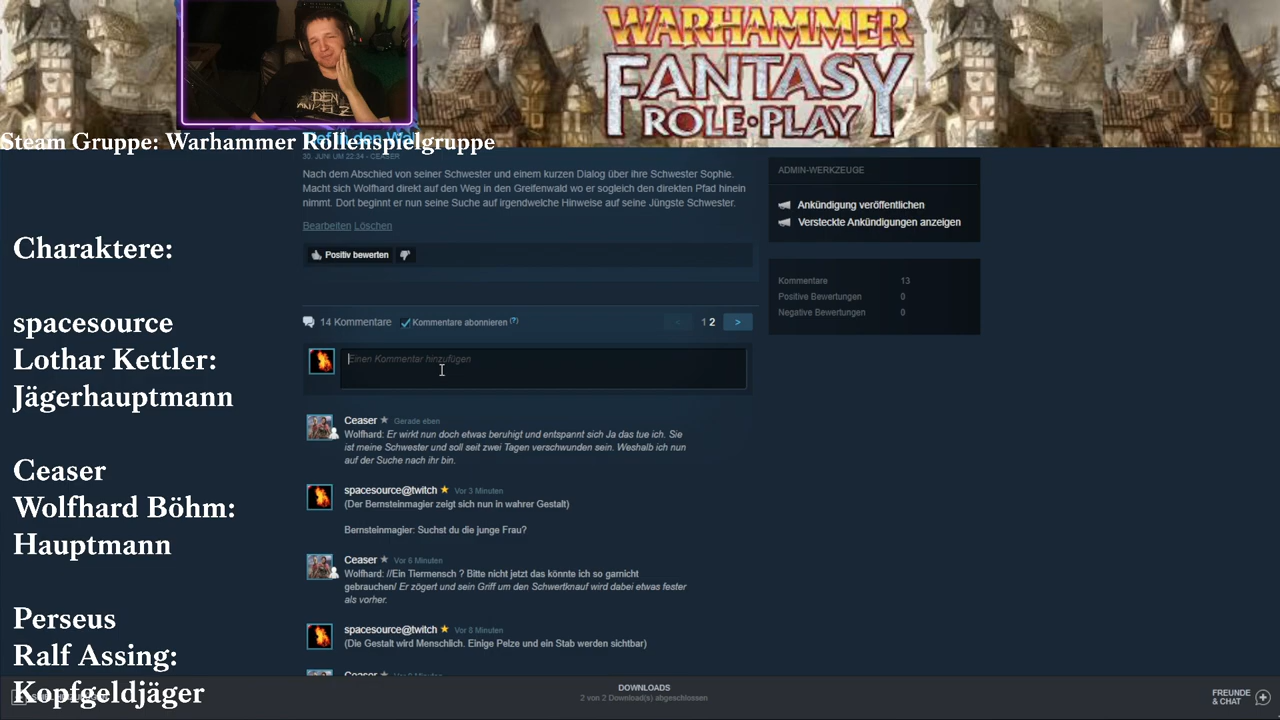 WARHAMMER
FANTASY
ROLE·PLAY
Steam Gruppe: Warhammer Rollenspielgruppe
30. JUNI UM 22:34 - CEASER
Nach dem Abschied von seiner Schwester und einem kurzen Dialog über ihre Schwester Sophie.
Macht sich Wolfhard direkt auf den Weg in den Greifenwald wo er sogleich den direkten Pfad hinein
nimmt. Dort beginnt er nun seine Suche auf irgendwelche Hinweise auf seine Jüngste Schwester.
Bearbeiten Löschen
Positiv bewerten
14 Kommentare
Kommentare abonnieren (?)
< 1 2 >
Einen Kommentar hinzufügen
Ceaser Gerade eben
Wolfhard: Er wirkt nun doch etwas beruhigt und entspannt sich Ja das tue ich. Sie
ist meine Schwester und soll seit zwei Tagen verschwunden sein. Weshalb ich nun
auf der Suche nach ihr bin.
spacesource@twitch Vor 3 Minuten
(Der Bernsteinmagier zeigt sich nun in wahrer Gestalt)
Bernsteinmagier: Suchst du die junge Frau?
Ceaser Vor 6 Minuten
Wolfhard: //Ein Tiermensch ? Bitte nicht jetzt das könnte ich so garnicht
gebrauchen/ Er zögert und sein Griff um den Schwertknauf wird dabei etwas fester
als vorher.
spacesource@twitch Vor 8 Minuten
(Die Gestalt wird Menschlich. Einige Pelze und ein Stab werden sichtbar)
ADMIN-WERKZEUGE
Ankündigung veröffentlichen
Versteckte Ankündigungen anzeigen
Kommentare 13
Positive Bewertungen 0
Negative Bewertungen 0
Charaktere:
spacesource
Lothar Kettler:
Jägerhauptmann
Ceaser
Wolfhard Böhm:
Hauptmann
Perseus
Ralf Assing:
Kopfgeldjäger
DOWNLOADS
2 von 2 Download(s) abgeschlossen
FREUNDE
& CHAT